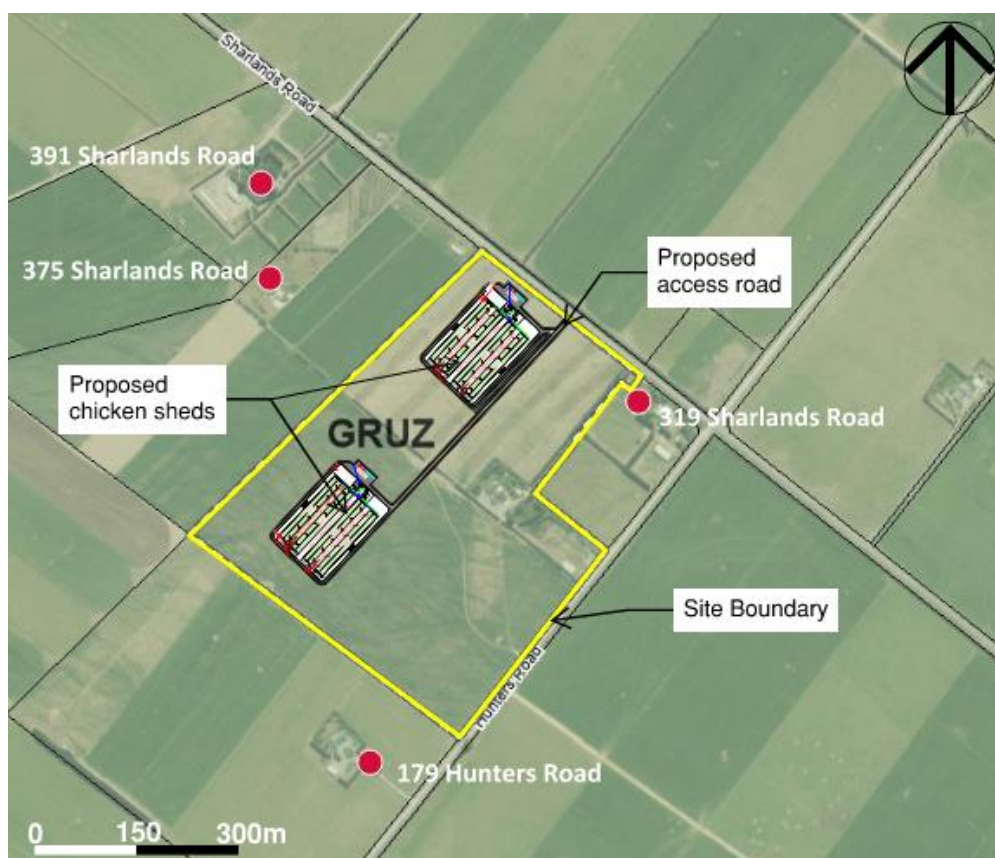 Sharlands Road
391 Sharlands Road
375 Sharlands Road
Proposed
access road
Proposed
chicken sheds
GRUZ
319 Sharlands Road
Site Boundary
Hunters Road
179 Hunters Road
0 150 300m